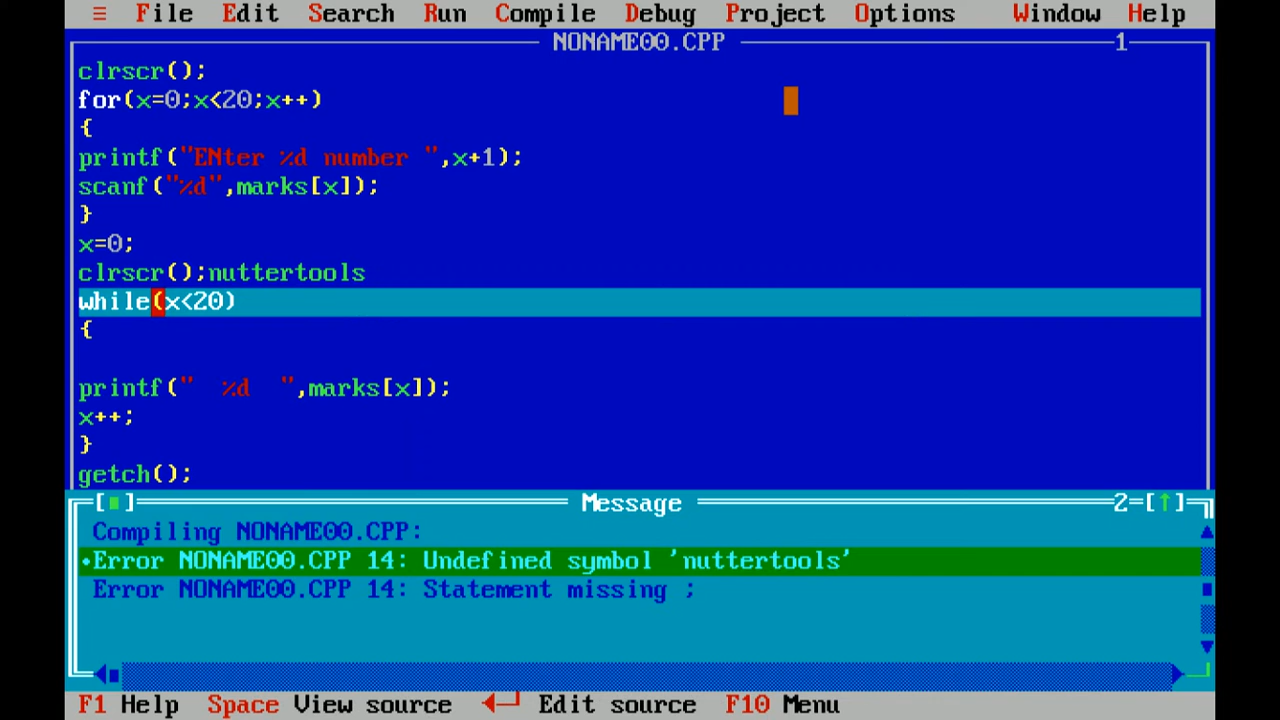 ≡ File Edit Search Run Compile Debug Project Options Window Help
NONAME00.CPP 1
clrscr();
for(x=0;x<20;x++)
{
printf("ENter %d number ",x+1);
scanf("%d",marks[x]);
}
x=0;
clrscr();nuttertools
while(x<20)
{
printf("  %d  ",marks[x]);
x++;
}
getch();
[■] Message 2=[↑]
Compiling NONAME00.CPP:
•Error NONAME00.CPP 14: Undefined symbol 'nuttertools'
Error NONAME00.CPP 14: Statement missing ;
F1 Help Space View source ◄─┘ Edit source F10 Menu